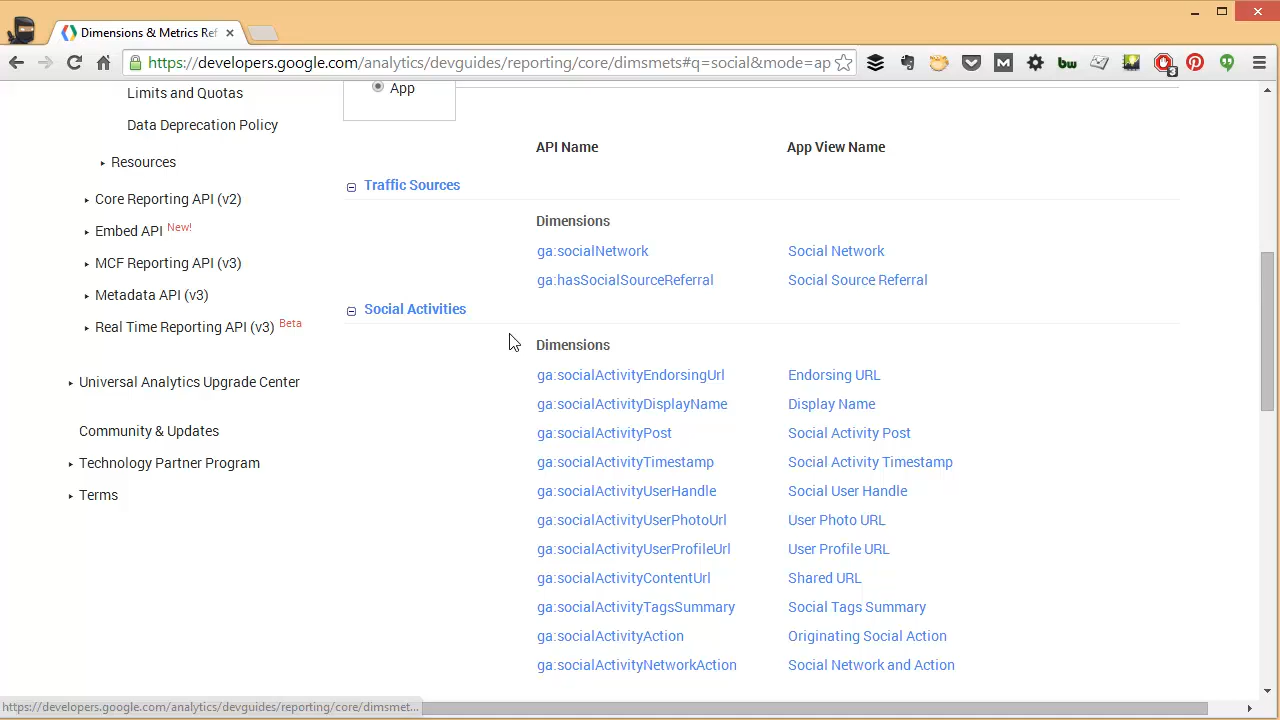 Dimensions & Metrics Ref
https://developers.google.com/analytics/devguides/reporting/core/dimsmets#q=social&mode=ap
M
bw
3
Limits and Quotas
App
Data Deprecation Policy
API Name
App View Name
Resources
Traffic Sources
Core Reporting API (v2)
Dimensions
Embed API New!
ga:socialNetwork
Social Network
MCF Reporting API (v3)
ga:hasSocialSourceReferral
Social Source Referral
Metadata API (v3)
Social Activities
Real Time Reporting API (v3) Beta
Dimensions
Universal Analytics Upgrade Center
ga:socialActivityEndorsingUrl
Endorsing URL
ga:socialActivityDisplayName
Display Name
Community & Updates
ga:socialActivityPost
Social Activity Post
Technology Partner Program
ga:socialActivityTimestamp
Social Activity Timestamp
Terms
ga:socialActivityUserHandle
Social User Handle
ga:socialActivityUserPhotoUrl
User Photo URL
ga:socialActivityUserProfileUrl
User Profile URL
ga:socialActivityContentUrl
Shared URL
ga:socialActivityTagsSummary
Social Tags Summary
ga:socialActivityAction
Originating Social Action
ga:socialActivityNetworkAction
Social Network and Action
https://developers.google.com/analytics/devguides/reporting/core/dimsmet...